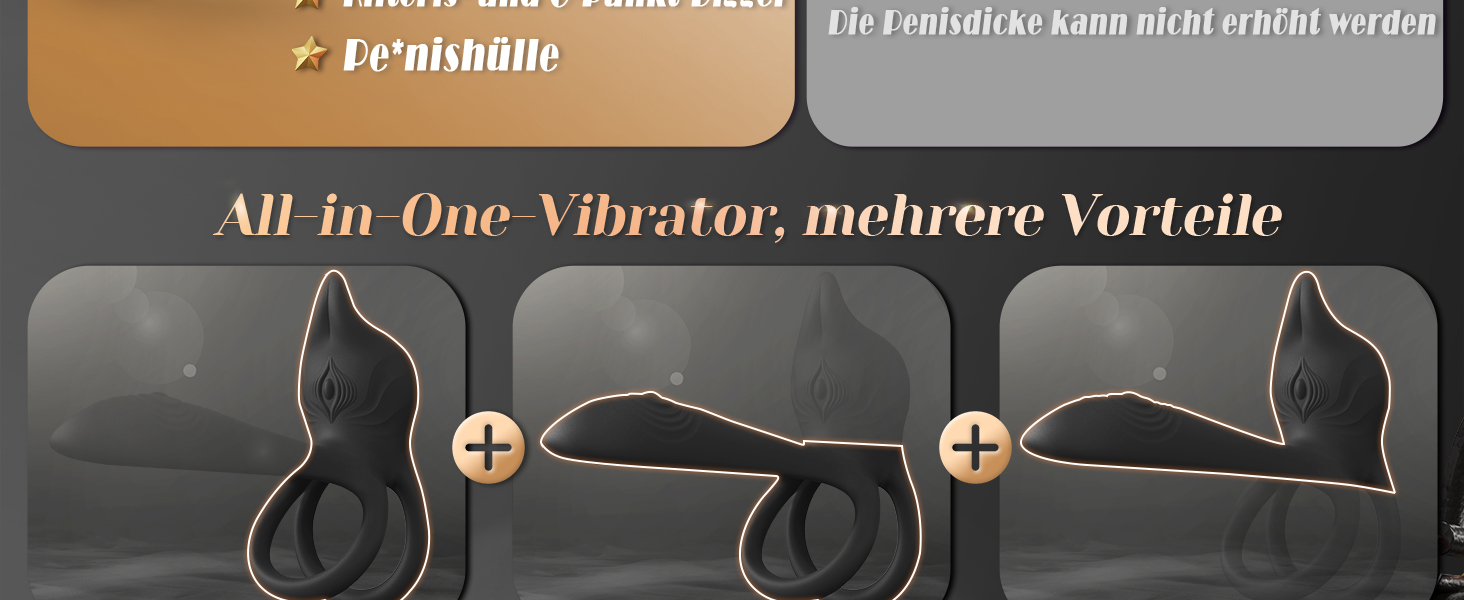 Pe*nishülle
Die Penisdicke kann nicht erhöht werden
All-in-One-Vibrator, mehrere Vorteile